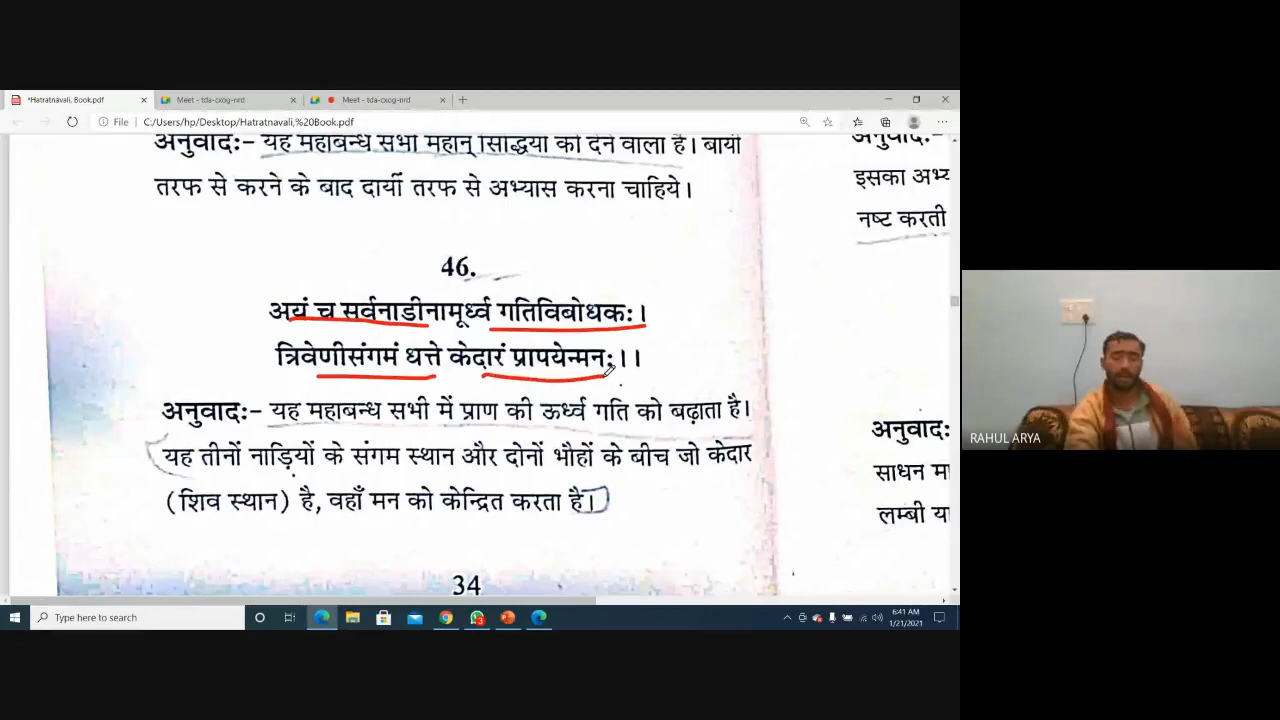 *Hatratnavali, Book.pdf
Meet - tda-cxog-nrd
Meet - tda-cxog-nrd
File C:/Users/hp/Desktop/Hatratnavali,%20Book.pdf
अनुवादः- यह महाबन्ध सभी महान् सिद्धियों को देने वाला है। बायीं
तरफ से करने के बाद दायीं तरफ से अभ्यास करना चाहिये।
46.
अयं च सर्वनाडीनामूर्ध्व गतिविबोधकः।
त्रिवेणीसंगमं धत्ते केदारं प्रापयेन्मनः।।
अनुवादः- यह महाबन्ध सभी में प्राण की ऊर्ध्व गति को बढ़ाता है।
यह तीनों नाड़ियों के संगम स्थान और दोनों भौहों के बीच जो केदार
(शिव स्थान) है, वहाँ मन को केन्द्रित करता है।
34
अनुवादः-
इसका अभ्य
नष्ट करती
अनुवादः
साधन मा
लम्बी या
RAHUL ARYA
Type here to search
3
6:41 AM
1/21/2021